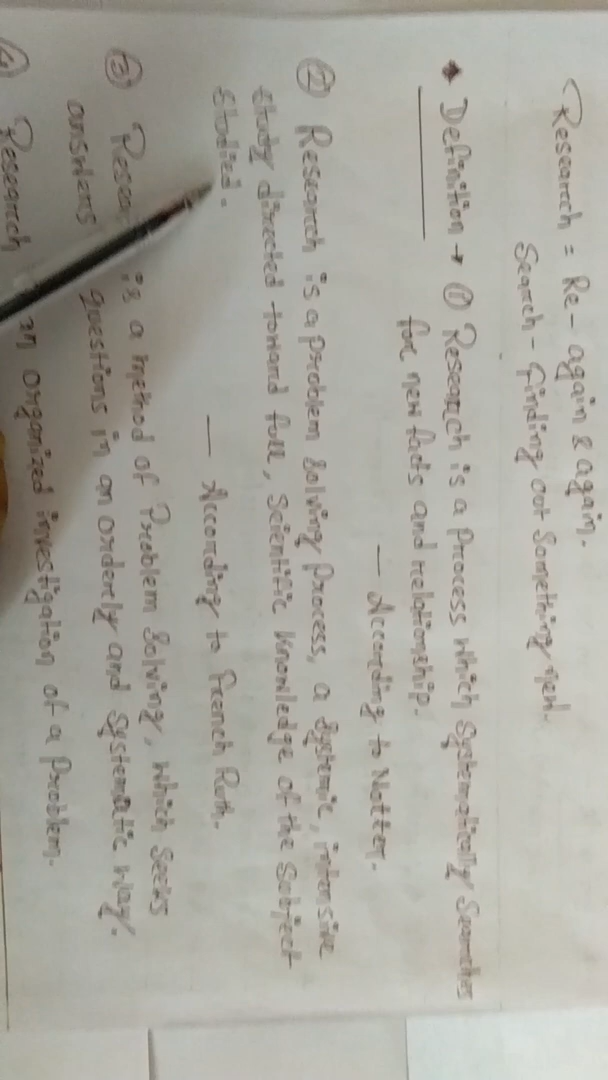 Research = Re- again & again.
Search - finding out something new.
Definition → ① Research is a process which systematically searches
for new facts and relationship.
— According to Notter.
② Research is a problem solving process, a systemic, intensive
study directed toward full, scientific knowledge of the subject
studied.
— According to French Ruth.
③ Resear is a method of Problem solving, which seeks
answers questions in an orderly and systematic way.
④ Research an organized investigation of a problem.